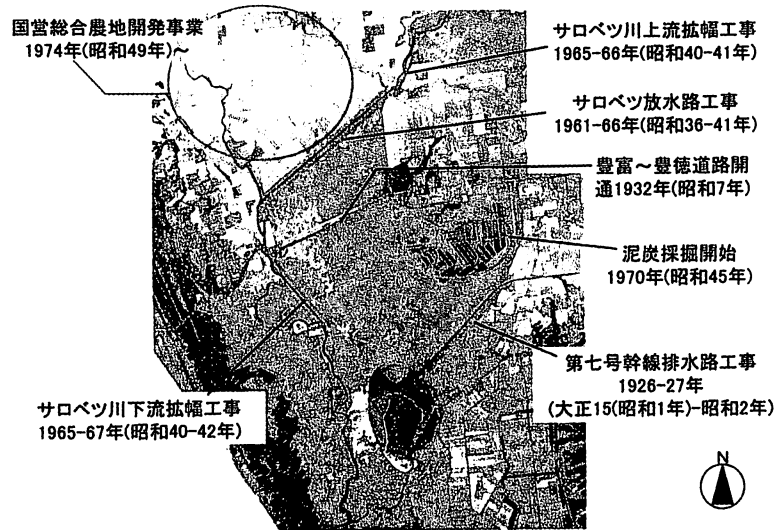 国営総合農地開発事業
1974年(昭和49年)~
サロベツ川上流拡幅工事
1965-66年(昭和40-41年)
サロベツ放水路工事
1961-66年(昭和36-41年)
豊富~豊徳道路開
通1932年(昭和7年)
泥炭採掘開始
1970年(昭和45年)
第七号幹線排水路工事
1926-27年
(大正15(昭和1年)-昭和2年)
サロベツ川下流拡幅工事
1965-67年(昭和40-42年)
N